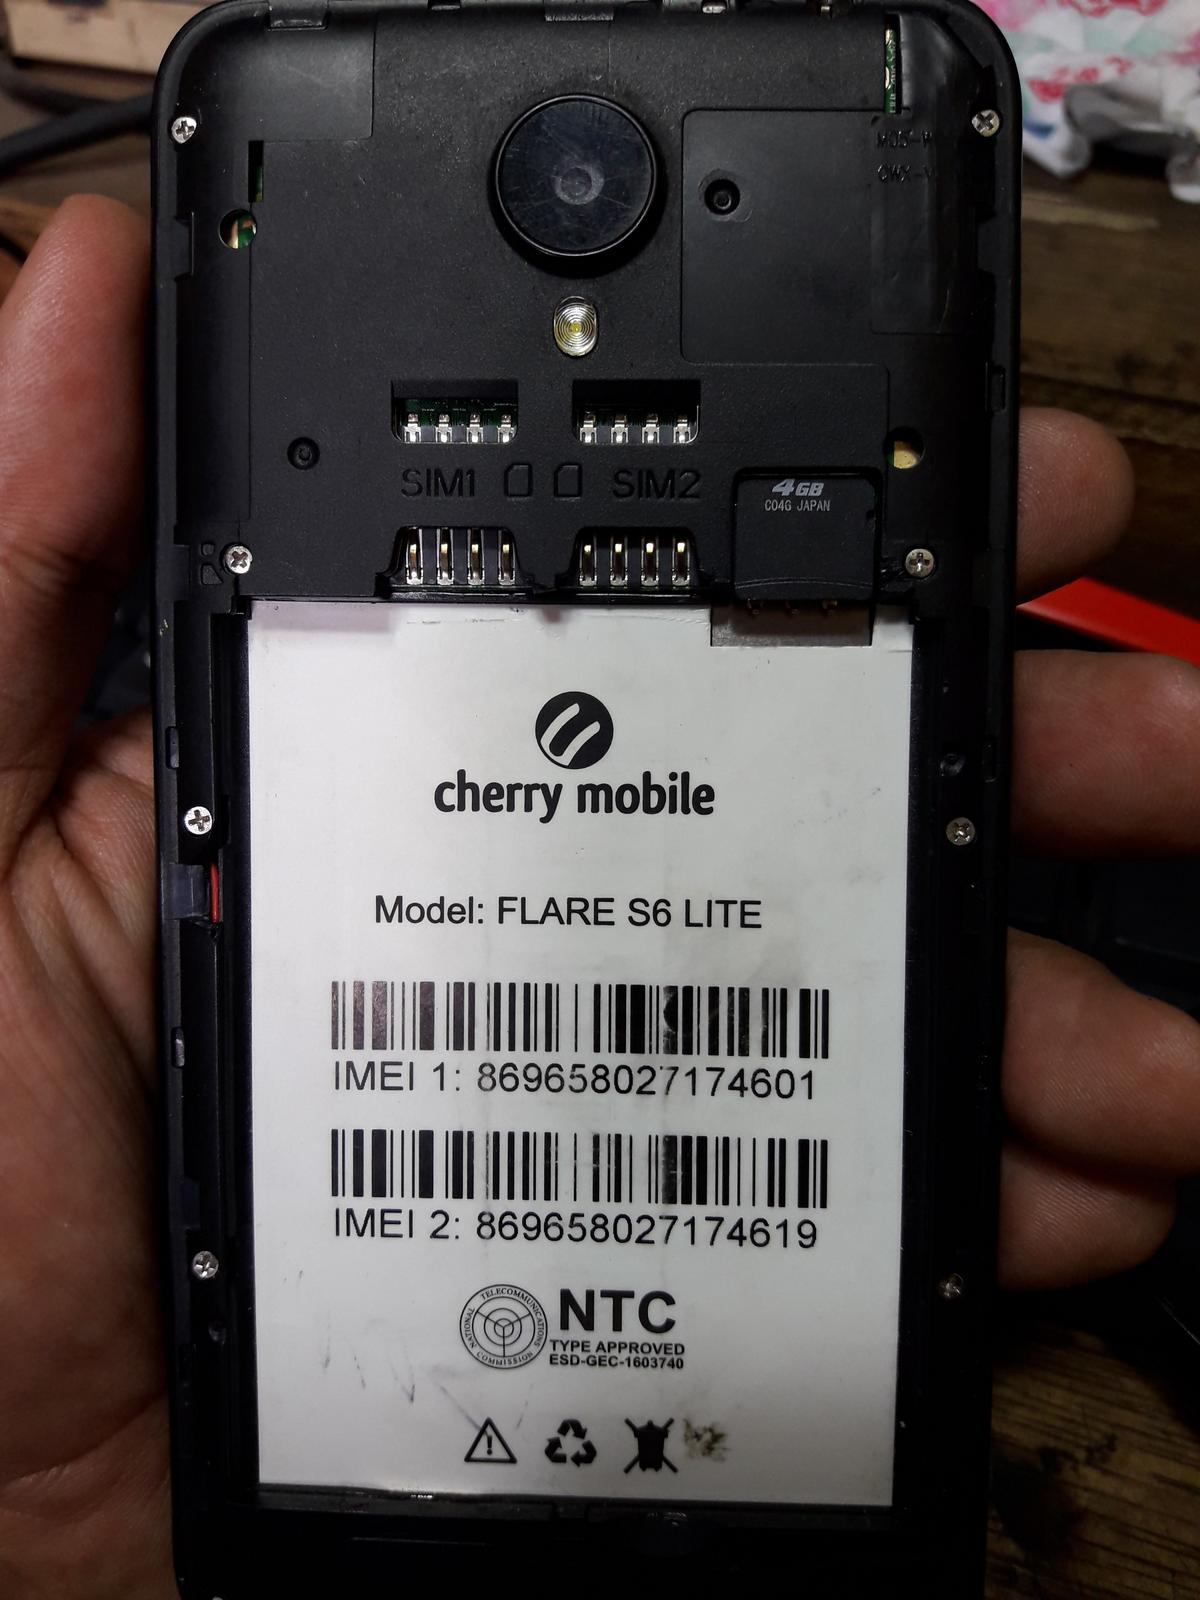 SIM1
SIM2
4GB
C04G JAPAN
cherry mobile
Model: FLARE S6 LITE
IMEI 1: 869658027174601
IMEI 2: 869658027174619
NATIONAL TELECOMMUNICATIONS COMMISSION
NTC
TYPE APPROVED
ESD-GEC-1603740